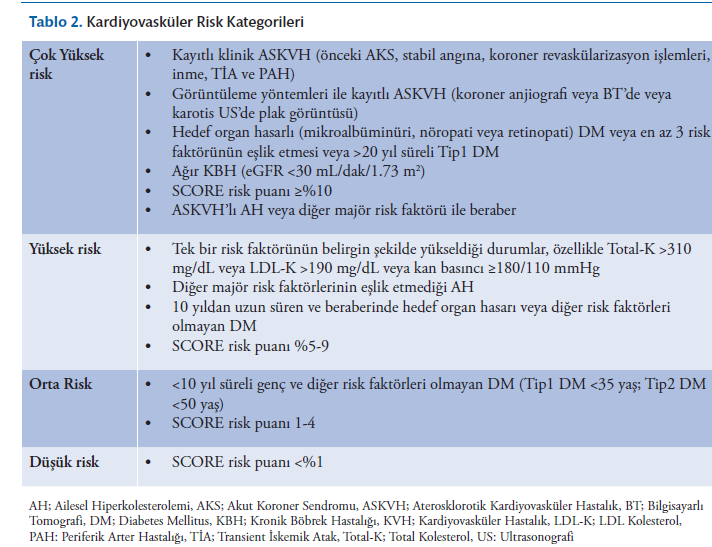 Tablo 2. Kardiyovasküler Risk Kategorileri
Çok Yüksek risk
• Kayıtlı klinik ASKVH (önceki AKS, stabil angına, koroner revaskülarizasyon işlemleri,
inme, TİA ve PAH)
• Görüntüleme yöntemleri ile kayıtlı ASKVH (koroner anjiografi veya BT’de veya
karotis US’de plak görüntüsü)
• Hedef organ hasarlı (mikroalbüminüri, nöropati veya retinopati) DM veya en az 3 risk
faktörünün eşlik etmesi veya >20 yıl süreli Tip1 DM
• Ağır KBH (eGFR <30 mL/dak/1.73 m²)
• SCORE risk puanı ≥%10
• ASKVH’lı AH veya diğer majör risk faktörü ile beraber
Yüksek risk
• Tek bir risk faktörünün belirgin şekilde yükseldiği durumlar, özellikle Total-K >310
mg/dL veya LDL-K >190 mg/dL veya kan basıncı ≥180/110 mmHg
• Diğer majör risk faktörlerinin eşlik etmediği AH
• 10 yıldan uzun süren ve beraberinde hedef organ hasarı veya diğer risk faktörleri
olmayan DM
• SCORE risk puanı %5-9
Orta Risk
• <10 yıl süreli genç ve diğer risk faktörleri olmayan DM (Tip1 DM <35 yaş; Tip2 DM
<50 yaş)
• SCORE risk puanı 1-4
Düşük risk
• SCORE risk puanı <%1
AH; Ailesel Hiperkolesterolemi, AKS; Akut Koroner Sendromu, ASKVH; Aterosklorotik Kardiyovasküler Hastalık, BT; Bilgisayarlı
Tomografi, DM; Diabetes Mellitus, KBH; Kronik Böbrek Hastalığı, KVH; Kardiyovasküler Hastalık, LDL-K; LDL Kolesterol,
PAH: Periferik Arter Hastalığı, TİA; Transient İskemik Atak, Total-K; Total Kolesterol, US: Ultrasonografi